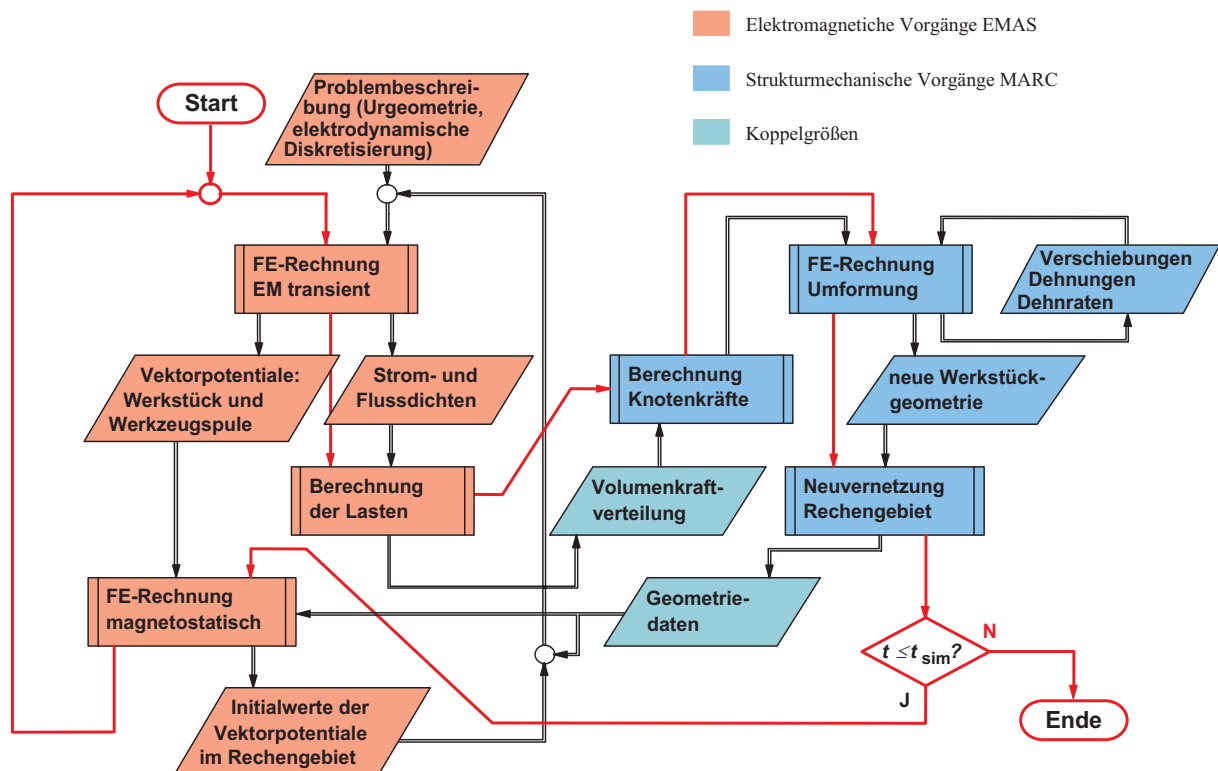 Elektromagnetiche Vorgänge EMAS
Strukturmechanische Vorgänge MARC
Koppelgrößen
Start
Problembeschrei-
bung (Urgeometrie,
elektrodynamische
Diskretisierung)
FE-Rechnung
EM transient
Vektorpotentiale:
Werkstück und
Werkzeugspule
Strom- und
Flussdichten
Berechnung
der Lasten
FE-Rechnung
magnetostatisch
Initialwerte der
Vektorpotentiale
im Rechengebiet
Berechnung
Knotenkräfte
Volumenkraft-
verteilung
Geometrie-
daten
FE-Rechnung
Umformung
Verschiebungen
Dehnungen
Dehnraten
neue Werkstück-
geometrie
Neuvernetzung
Rechengebiet
t ≤ t sim?
N
J
Ende